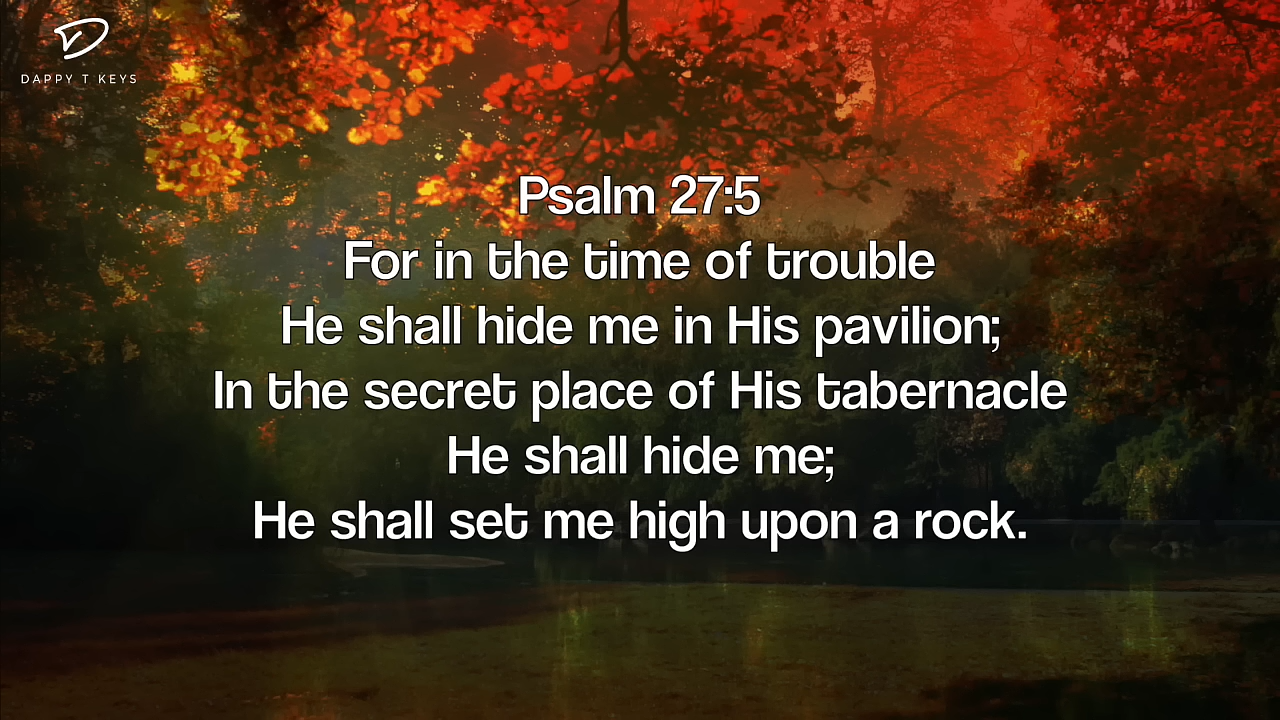 DAPPY T KEYS
Psalm 27:5
For in the time of trouble
He shall hide me in His pavilion;
In the secret place of His tabernacle
He shall hide me;
He shall set me high upon a rock.